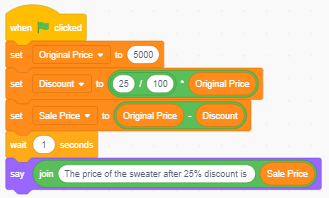 when clicked
set Original Price to 5000
set Discount to 25 / 100 * Original Price
set Sale Price to Original Price - Discount
wait 1 seconds
say join The price of the sweater after 25% discount is Sale Price